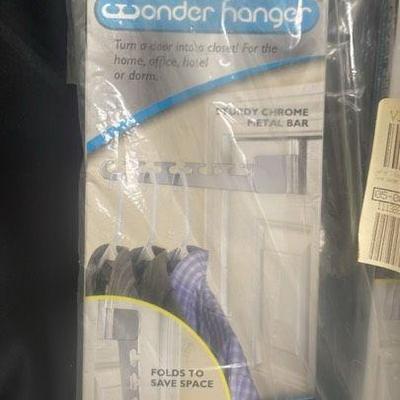 Wonder hanger
Turn a door into a closet! For the
home, office, hotel
or dorm.
STURDY CHROME
METAL BAR
FOLDS TO
SAVE SPACE